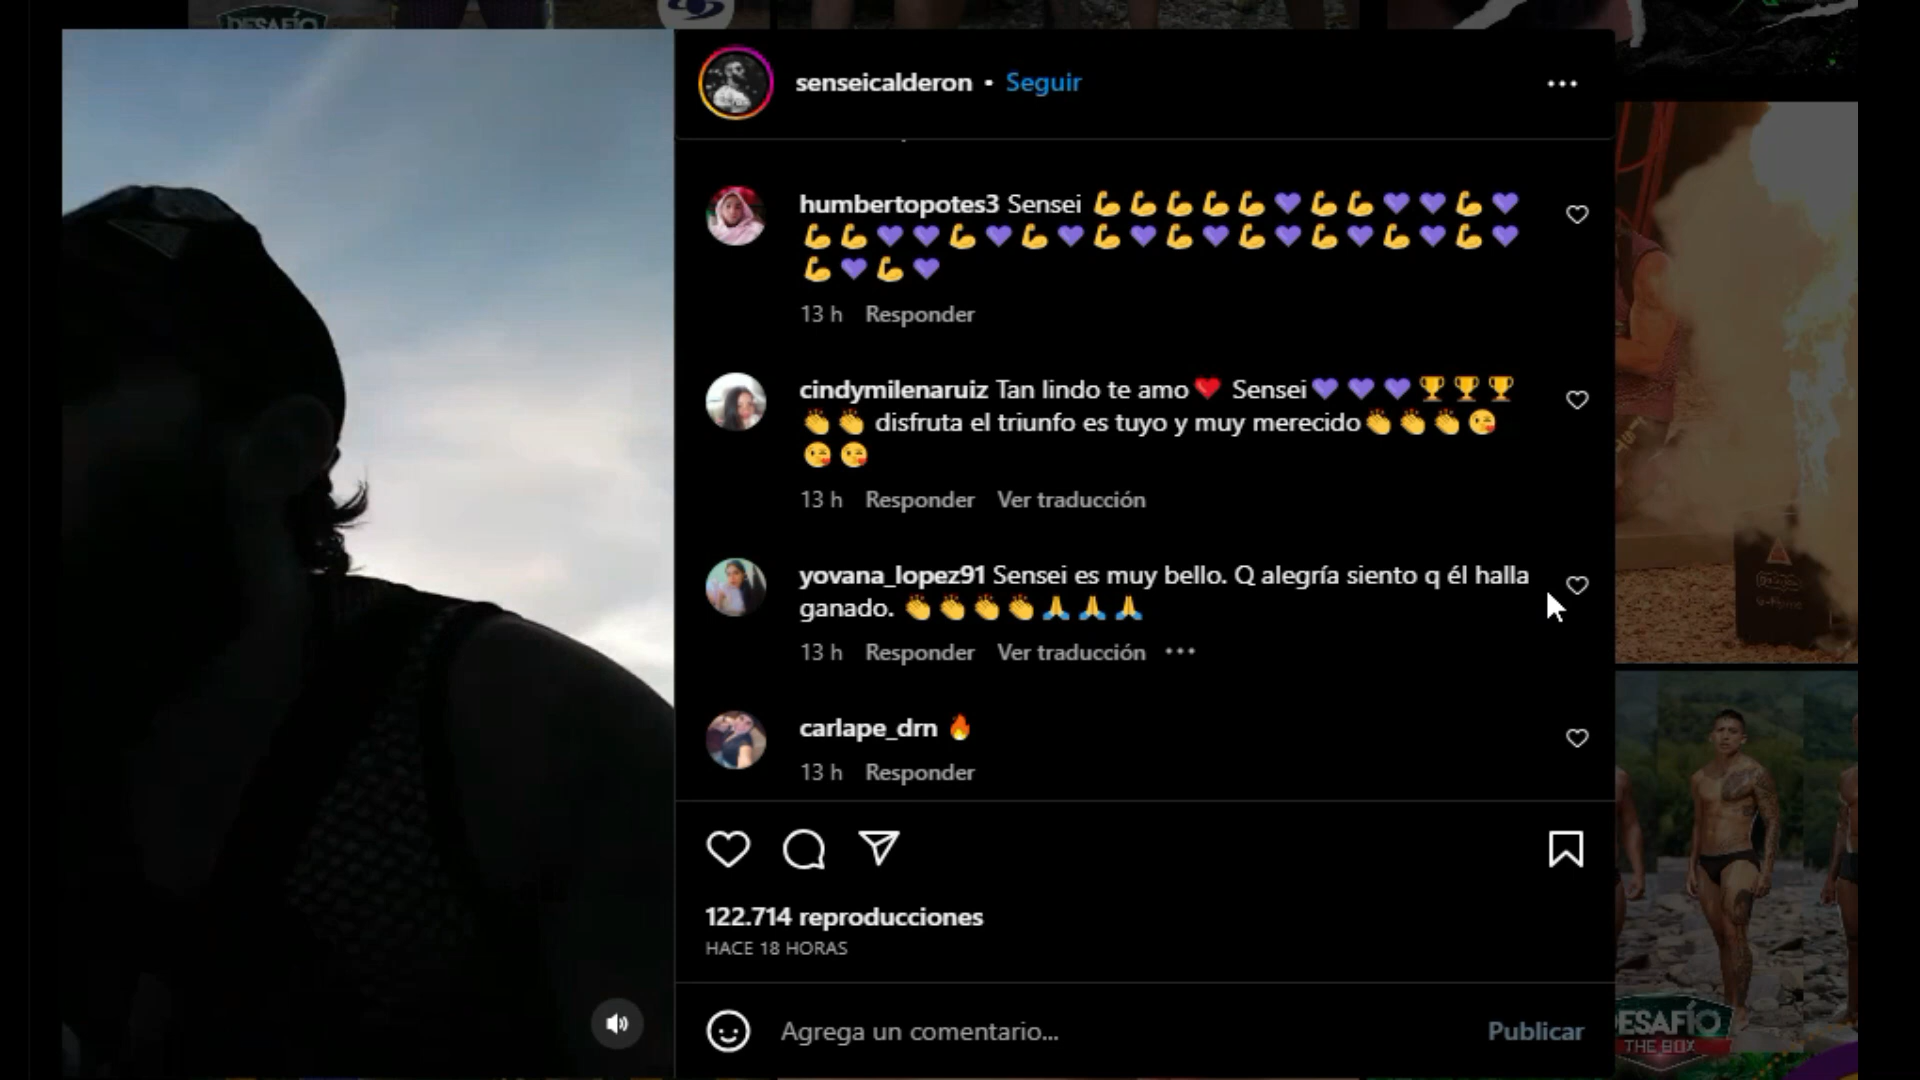 DESAFÍO
senseicalderon • Seguir
humbertopotes3 Sensei 💪💪💪💪💪💜💪💪💜💜💪💜
💪💪💜💜💪💜💪💜💪💜💪💜💪💜💪💜💪💜💪💜
💪💜💪💜
13 h Responder
cindymilenaruiz Tan lindo te amo❤️ Sensei💜💜💜🏆🏆🏆
👏👏 disfruta el triunfo es tuyo y muy merecido👏👏👏😘
😘😘
13 h Responder Ver traducción
yovana_lopez91 Sensei es muy bello. Q alegría siento q él halla
ganado. 👏👏👏👏🙏🙏🙏
13 h Responder Ver traducción •••
carlape_drn 🔥
13 h Responder
122.714 reproducciones
HACE 18 HORAS
Agrega un comentario...
Publicar
ESAFÍO
THE BOX